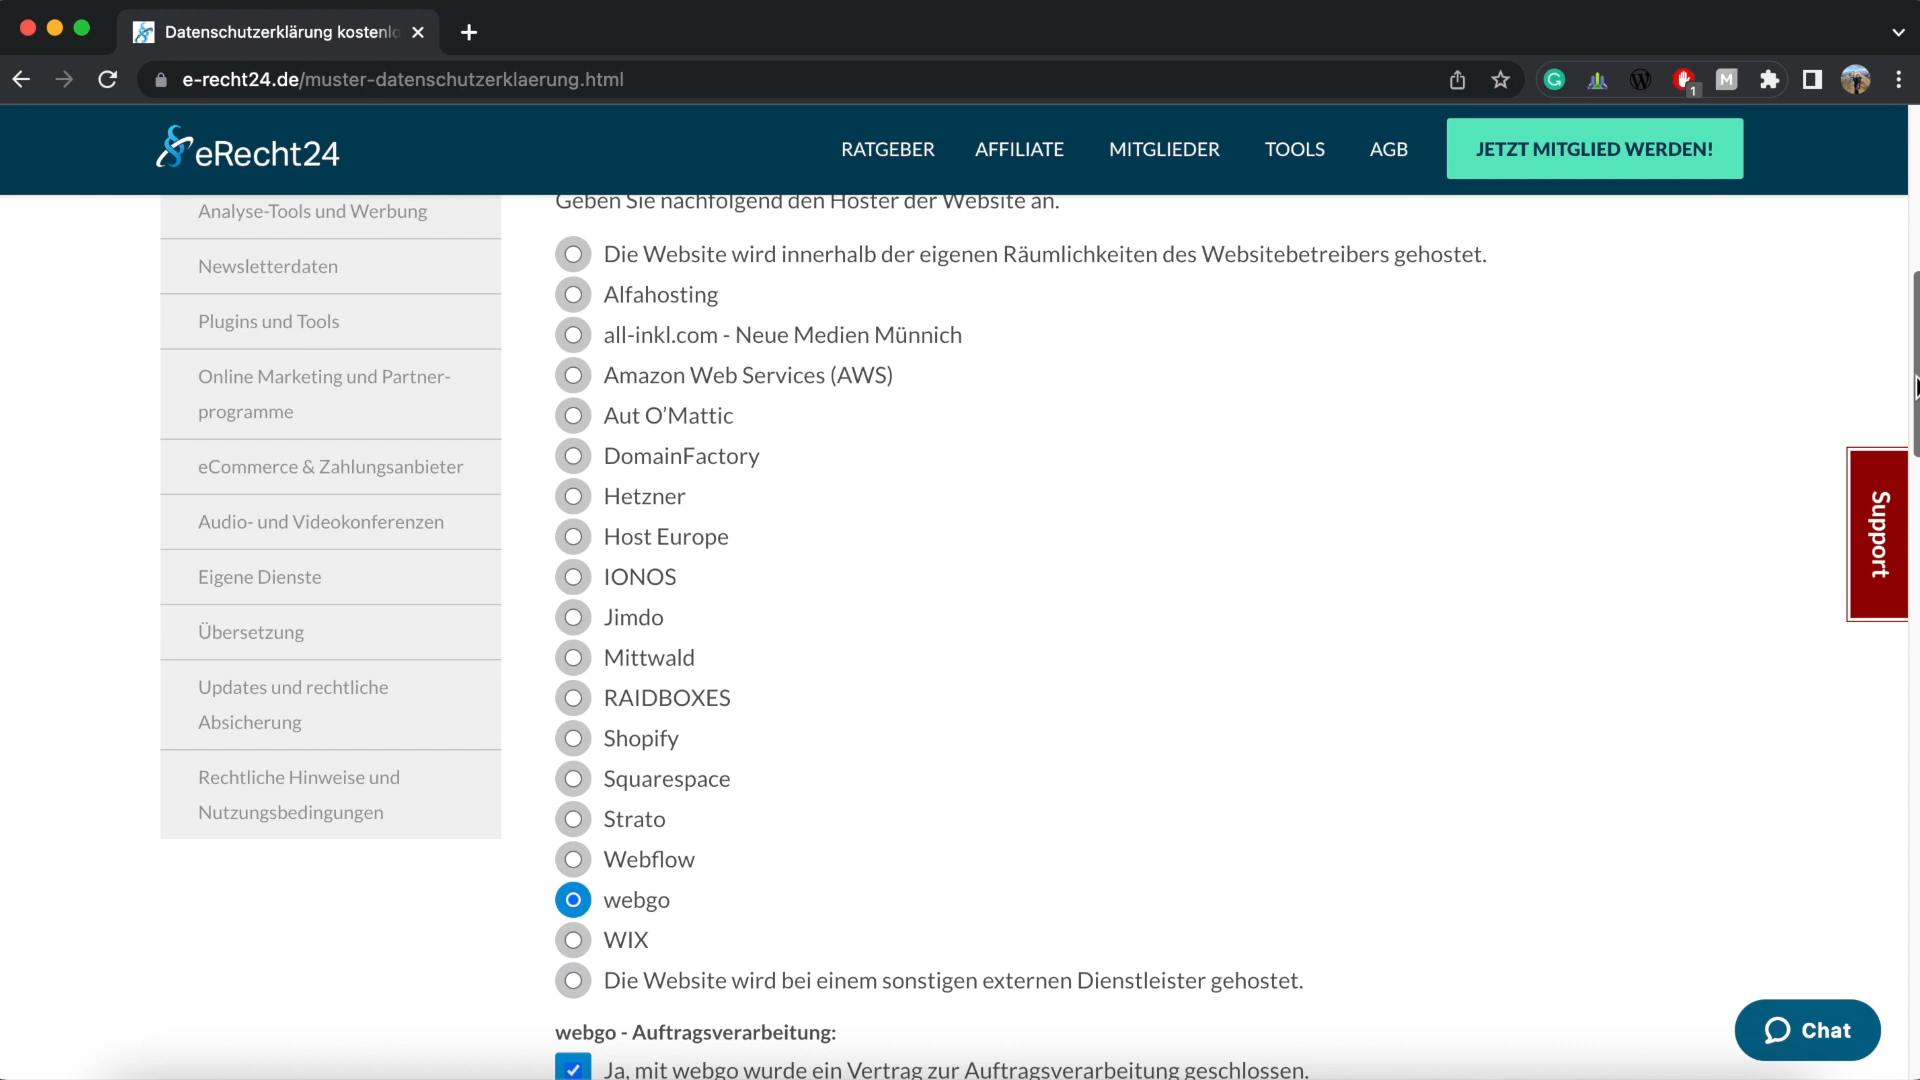 Datenschutzerklärung kostenlo
e-recht24.de/muster-datenschutzerklaerung.html
1
M
eRecht24
RATGEBER
AFFILIATE
MITGLIEDER
TOOLS
AGB
JETZT MITGLIED WERDEN!
Analyse-Tools und Werbung
Newsletterdaten
Plugins und Tools
Online Marketing und Partner-
programme
eCommerce & Zahlungsanbieter
Audio- und Videokonferenzen
Eigene Dienste
Übersetzung
Updates und rechtliche
Absicherung
Rechtliche Hinweise und
Nutzungsbedingungen
Geben Sie nachfolgend den Hoster der Website an.
Die Website wird innerhalb der eigenen Räumlichkeiten des Websitebetreibers gehostet.
Alfahosting
all-inkl.com - Neue Medien Münnich
Amazon Web Services (AWS)
Aut O’Mattic
DomainFactory
Hetzner
Host Europe
IONOS
Jimdo
Mittwald
RAIDBOXES
Shopify
Squarespace
Strato
Webflow
webgo
WIX
Die Website wird bei einem sonstigen externen Dienstleister gehostet.
webgo - Auftragsverarbeitung:
Ja, mit webgo wurde ein Vertrag zur Auftragsverarbeitung geschlossen.
Support
Chat